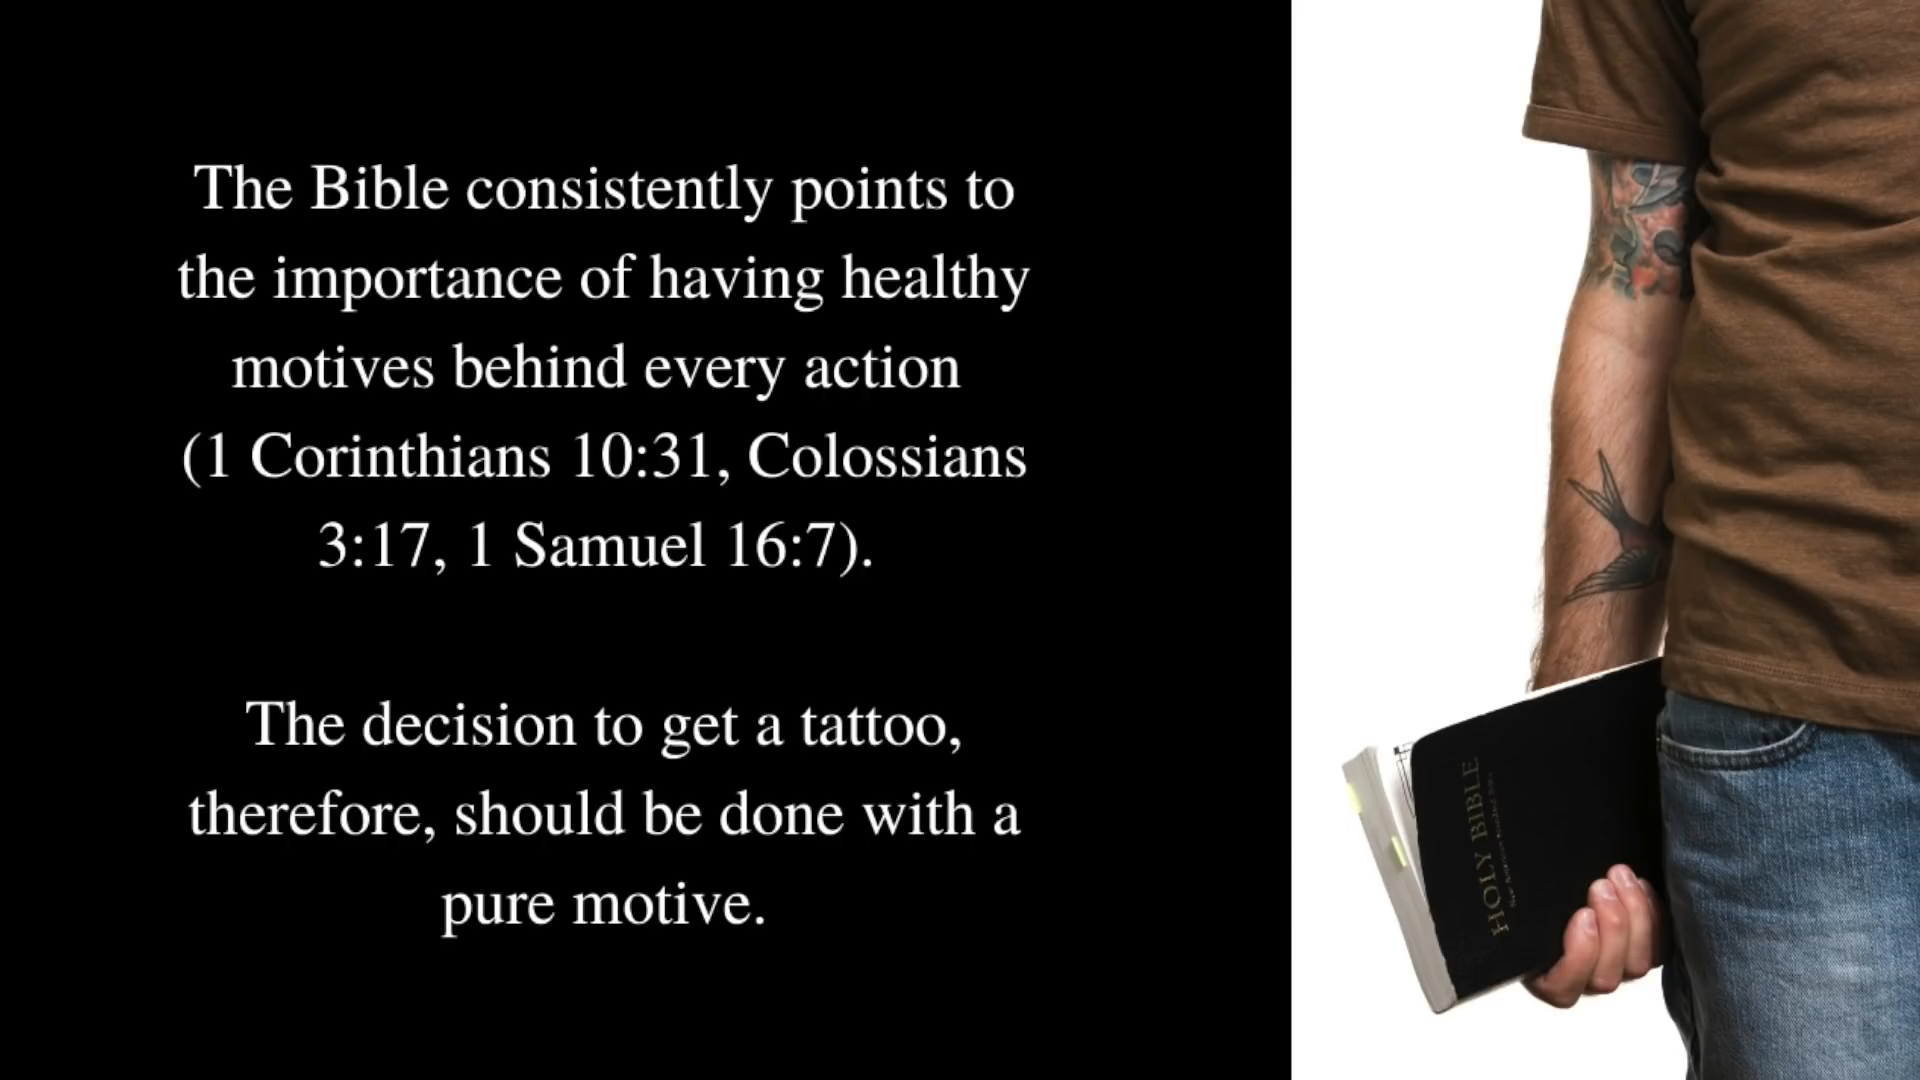 The Bible consistently points to
the importance of having healthy
motives behind every action
(1 Corinthians 10:31, Colossians
3:17, 1 Samuel 16:7).
The decision to get a tattoo,
therefore, should be done with a
pure motive.
HOLY BIBLE